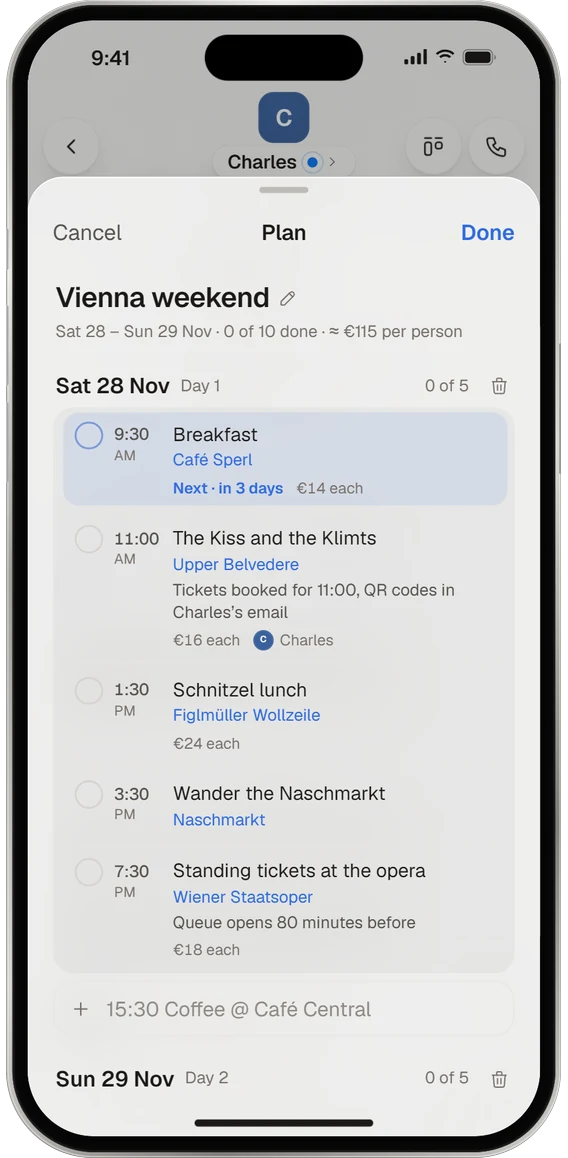 9:41
C
Charles
Cancel
Plan
Done
Vienna weekend
Sat 28 – Sun 29 Nov · 0 of 10 done · ≈ €115 per person
Sat 28 Nov Day 1 0 of 5
9:30 AM
Breakfast
Café Sperl
Next · in 3 days €14 each
11:00 AM
The Kiss and the Klimts
Upper Belvedere
Tickets booked for 11:00, QR codes in
Charles’s email
€16 each C Charles
1:30 PM
Schnitzel lunch
Figlmüller Wollzeile
€24 each
3:30 PM
Wander the Naschmarkt
Naschmarkt
7:30 PM
Standing tickets at the opera
Wiener Staatsoper
Queue opens 80 minutes before
€18 each
+ 15:30 Coffee @ Café Central
Sun 29 Nov Day 2 0 of 5